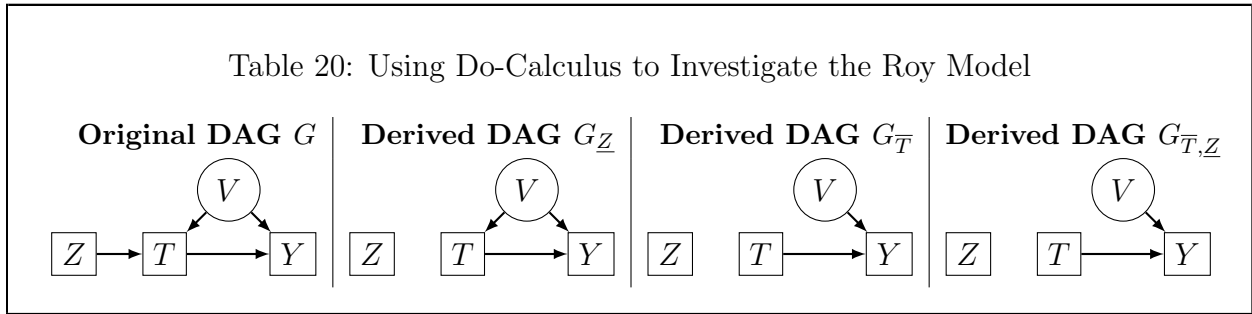 Table 20: Using Do-Calculus to Investigate the Roy Model
Original DAG G
Derived DAG G_Z̲
Derived DAG G_T̅
Derived DAG G_T̅,Z̲
V
V
V
V
Z T Y
Z T Y
Z T Y
Z T Y